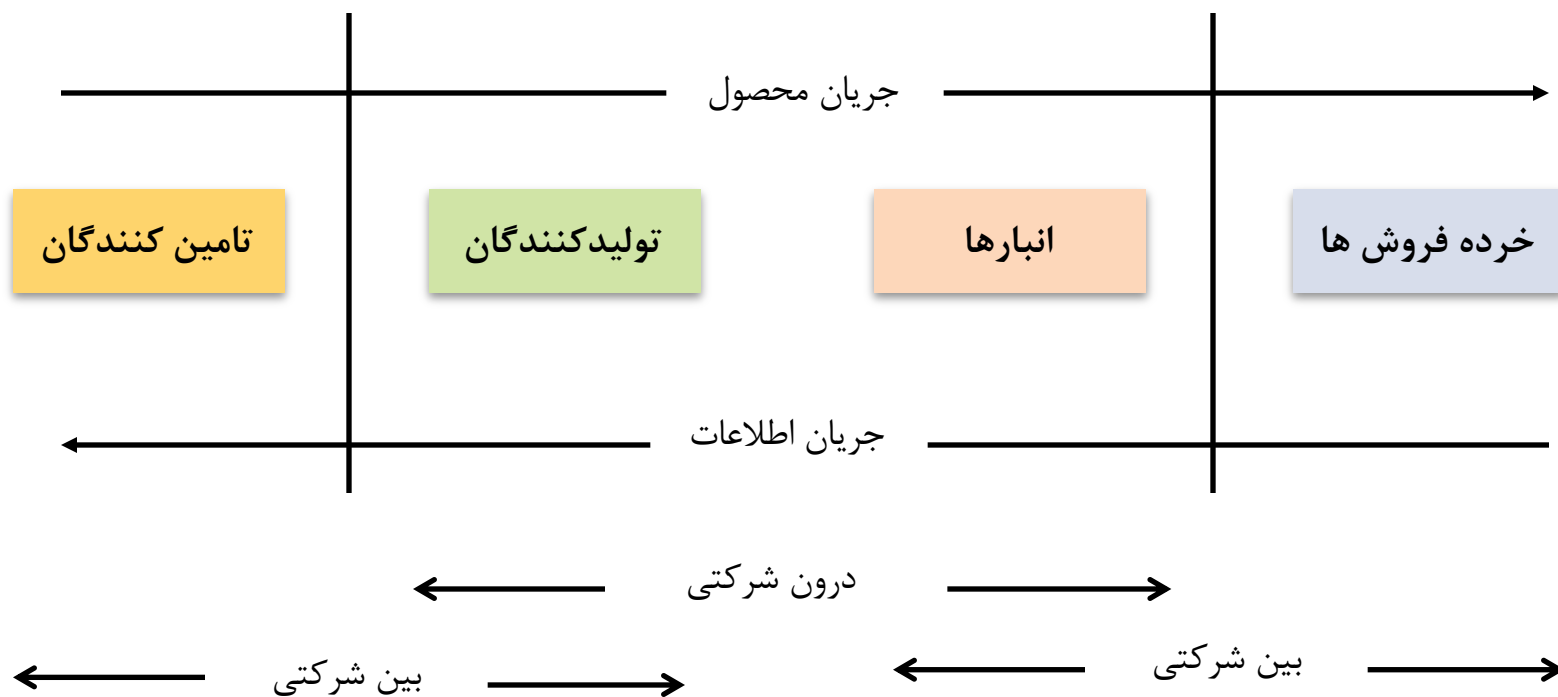 جریان محصول
خرده فروش ها
انبارها
تولیدکنندگان
تامین کنندگان
جریان اطلاعات
درون شرکتی
بین شرکتی
بین شرکتی